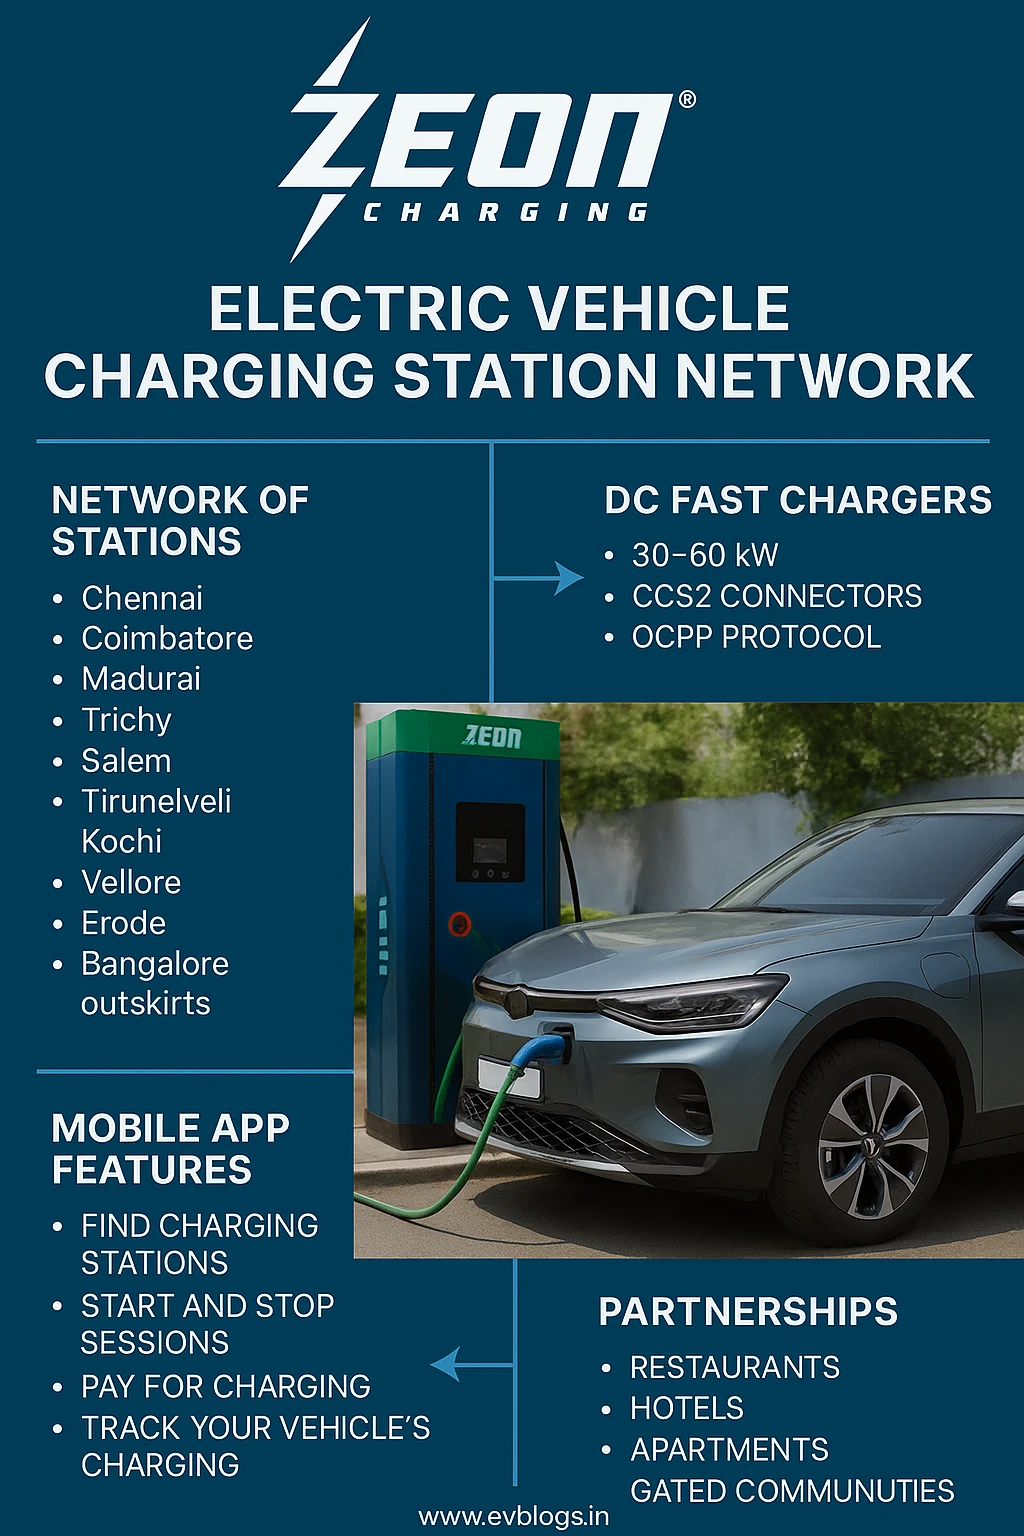 ZEON®
CHARGING
ELECTRIC VEHICLE
CHARGING STATION NETWORK
NETWORK OF
STATIONS
• Chennai
• Coimbatore
• Madurai
• Trichy
• Salem
• Tirunelveli
Kochi
• Vellore
• Erode
• Bangalore
outskirts
DC FAST CHARGERS
• 30–60 kW
• CCS2 CONNECTORS
• OCPP PROTOCOL
ZEON
MOBILE APP
FEATURES
• FIND CHARGING
STATIONS
• START AND STOP
SESSIONS
• PAY FOR CHARGING
• TRACK YOUR VEHICLE’S
CHARGING
PARTNERSHIPS
• RESTAURANTS
• HOTELS
• APARTMENTS
GATED COMMUNUTIES
www.evblogs.in